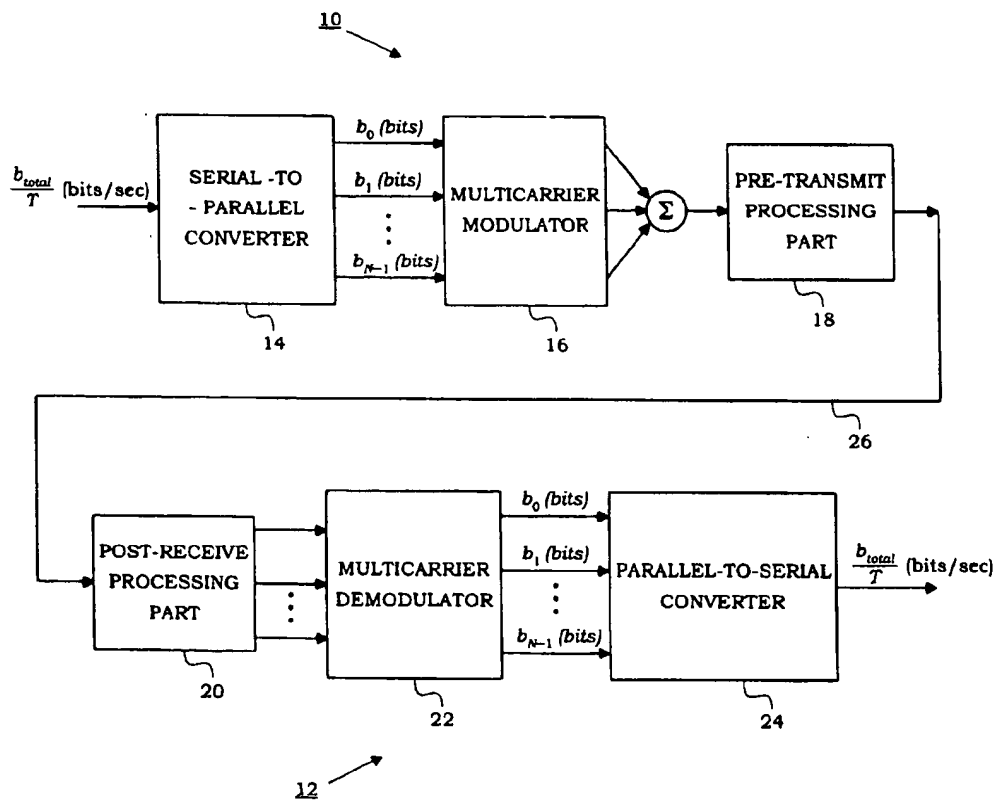 10
b_total/T (bits/sec)
SERIAL -TO
- PARALLEL
CONVERTER
b_0 (bits)
b_1 (bits)
b_N-1 (bits)
MULTICARRIER
MODULATOR
Σ
PRE-TRANSMIT
PROCESSING
PART
14
16
18
26
POST-RECEIVE
PROCESSING
PART
MULTICARRIER
DEMODULATOR
b_0 (bits)
b_1 (bits)
b_N-1 (bits)
PARALLEL-TO-SERIAL
CONVERTER
b_total/T (bits/sec)
20
22
24
12